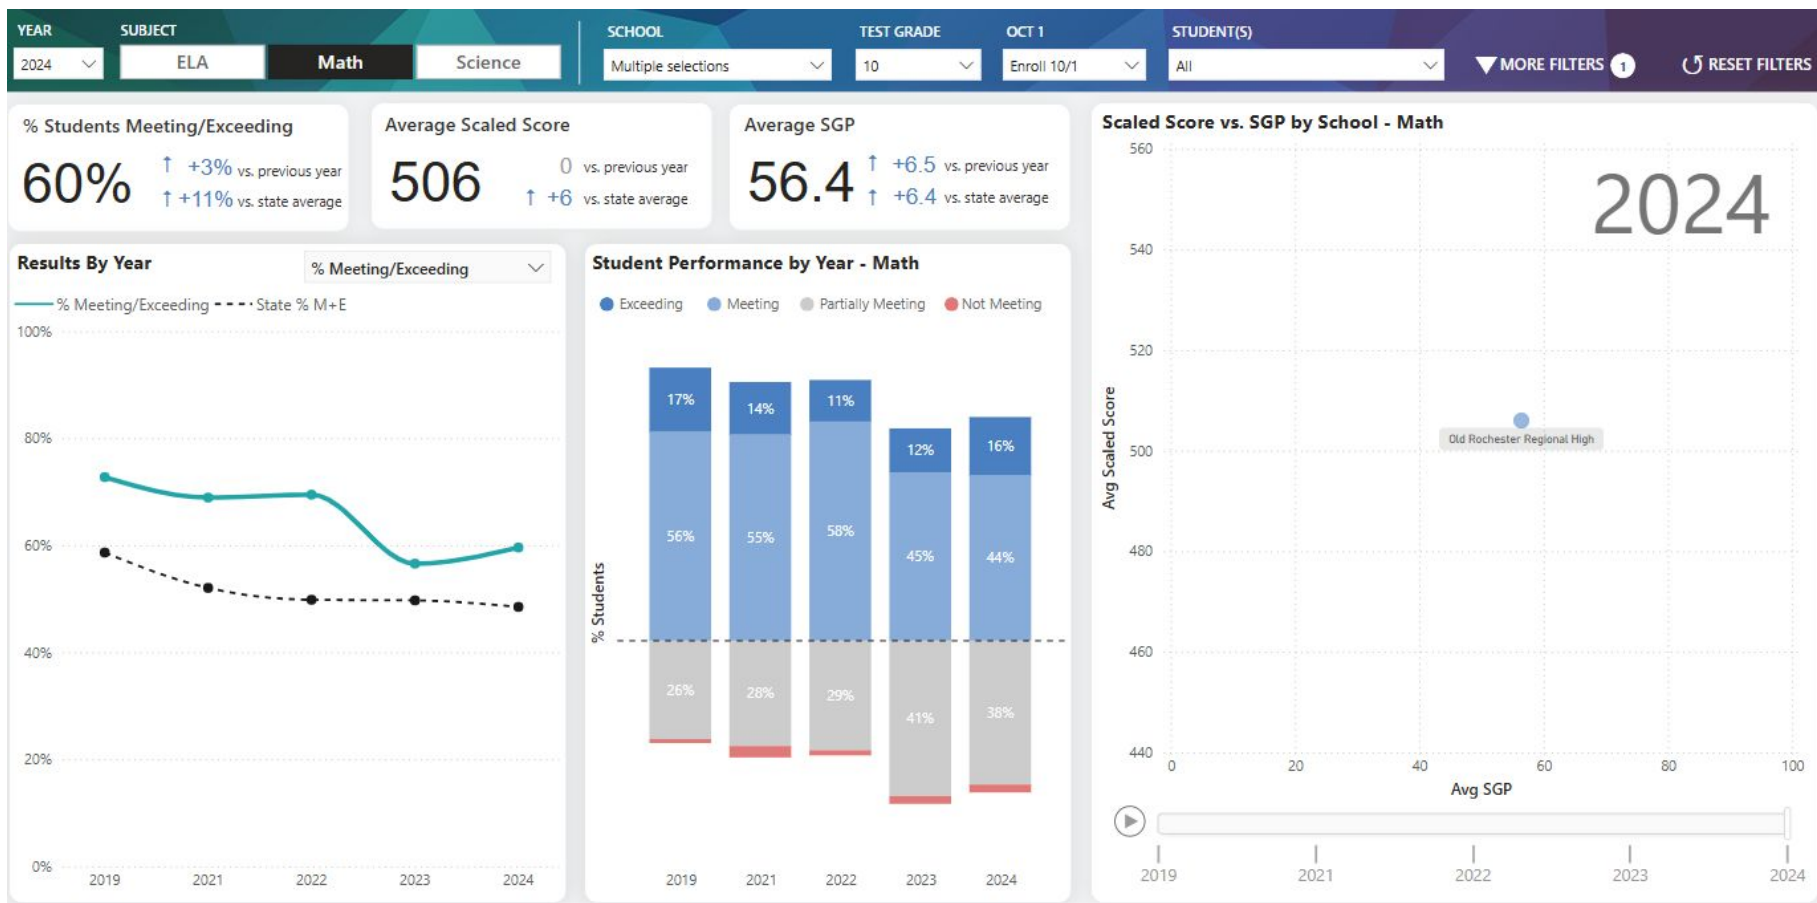 YEAR
SUBJECT
SCHOOL
TEST GRADE
OCT 1
STUDENT(S)
2024
ELA
Math
Science
Multiple selections
10
Enroll 10/1
All
MORE FILTERS 1
RESET FILTERS
% Students Meeting/Exceeding
60%
↑ +3% vs. previous year
↑ +11% vs. state average
Average Scaled Score
506
0 vs. previous year
↑ +6 vs. state average
Average SGP
56.4
↑ +6.5 vs. previous year
↑ +6.4 vs. state average
Results By Year
% Meeting/Exceeding
% Meeting/Exceeding
State % M+E
100%
80%
60%
40%
20%
0%
2019 2021 2022 2023 2024
Student Performance by Year - Math
Exceeding Meeting Partially Meeting Not Meeting
% Students
17% 14% 11% 12% 16%
56% 55% 58% 45% 44%
26% 28% 29% 41% 38%
2019 2021 2022 2023 2024
Scaled Score vs. SGP by School - Math
2024
Avg Scaled Score
560
540
520
500
480
460
440
Old Rochester Regional High
0 20 40 60 80 100
Avg SGP
2019 2021 2022 2023 2024